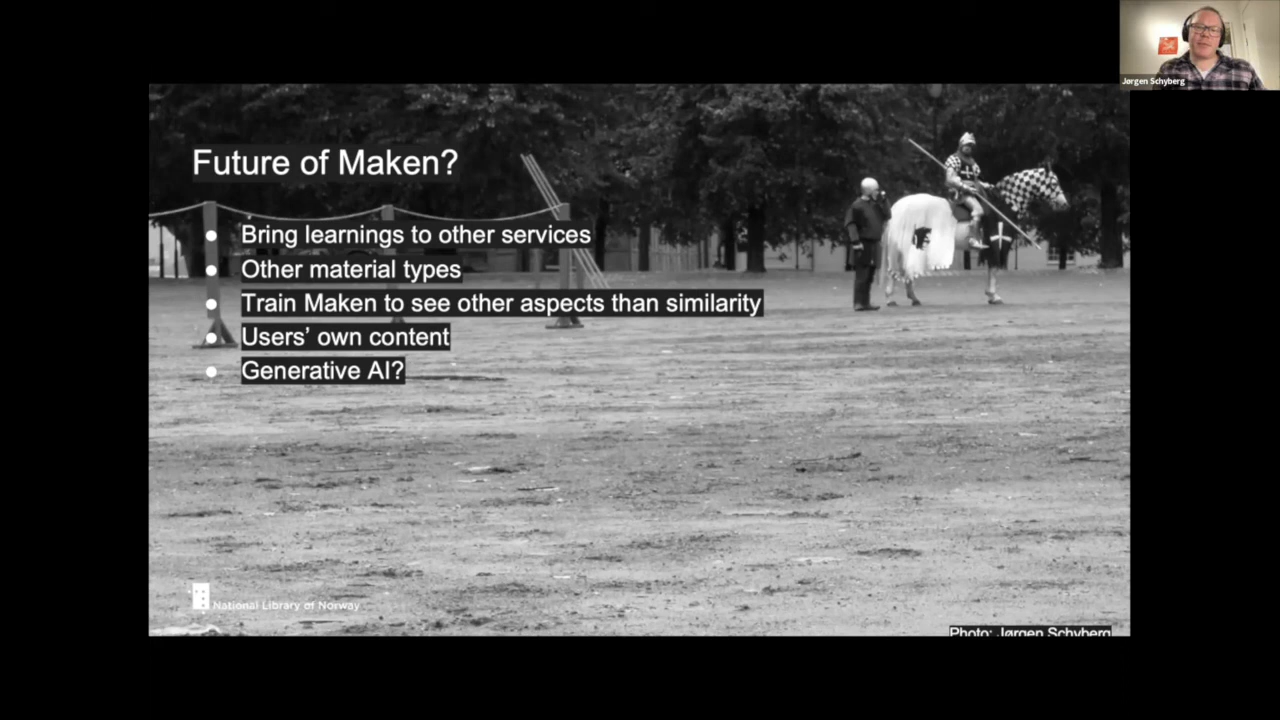 Jørgen Schyberg
Future of Maken?
● Bring learnings to other services
● Other material types
● Train Maken to see other aspects than similarity
● Users’ own content
● Generative AI?
National Library of Norway
Photo: Jørgen Schyberg